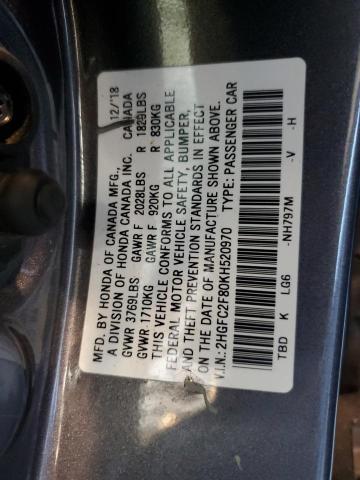 MFD. BY HONDA OF CANADA MFG., 12/'18
A DIVISION OF HONDA CANADA INC. CANADA
GVWR 3769LBS GAWR F 2028LBS R 1829LBS
GVWR 1710KG GAWR F 920KG R 830KG
THIS VEHICLE CONFORMS TO ALL APPLICABLE
FEDERAL MOTOR VEHICLE SAFETY, BUMPER,
AND THEFT PREVENTION STANDARDS IN EFFECT
ON THE DATE OF MANUFACTURE SHOWN ABOVE.
V.I.N.:2HGFC2F80KH520970 TYPE: PASSENGER CAR
TBD K LG6 -NH797M -V -H